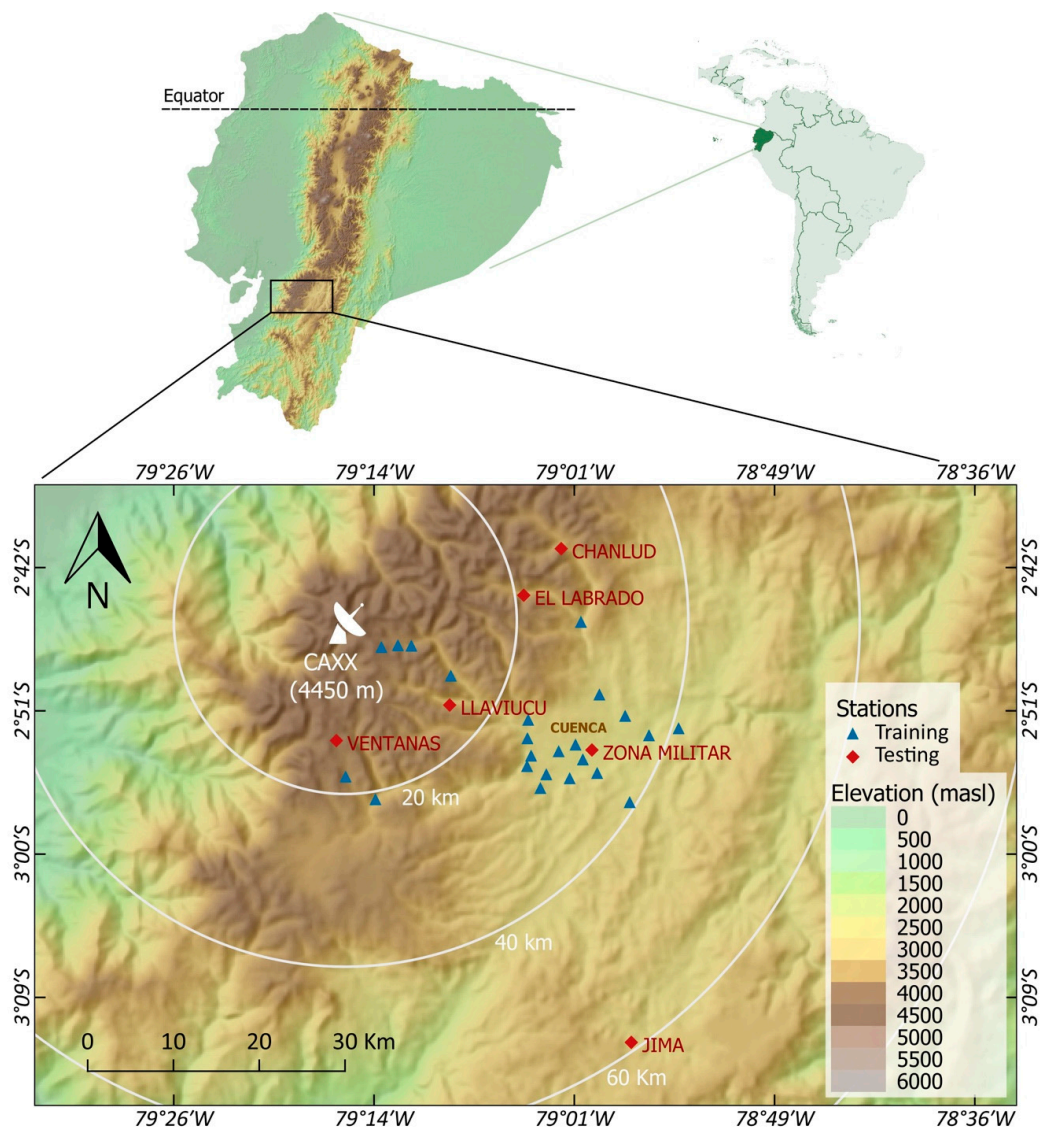 Equator
79°26'W
79°14'W
79°01'W
78°49'W
78°36'W
2°42'S
2°42'S
N
CHANLUD
EL LABRADO
CAXX
(4450 m)
LLAVIUCU
2°51'S
2°51'S
CUENCA
VENTANAS
ZONA MILITAR
20 km
Stations
Training
Testing
Elevation (masl)
0
500
1000
1500
2000
2500
3000
3500
4000
4500
5000
5500
6000
3°00'S
3°00'S
40 km
3°09'S
3°09'S
0 10 20 30 Km
JIMA
60 Km
79°26'W
79°14'W
79°01'W
78°49'W
78°36'W